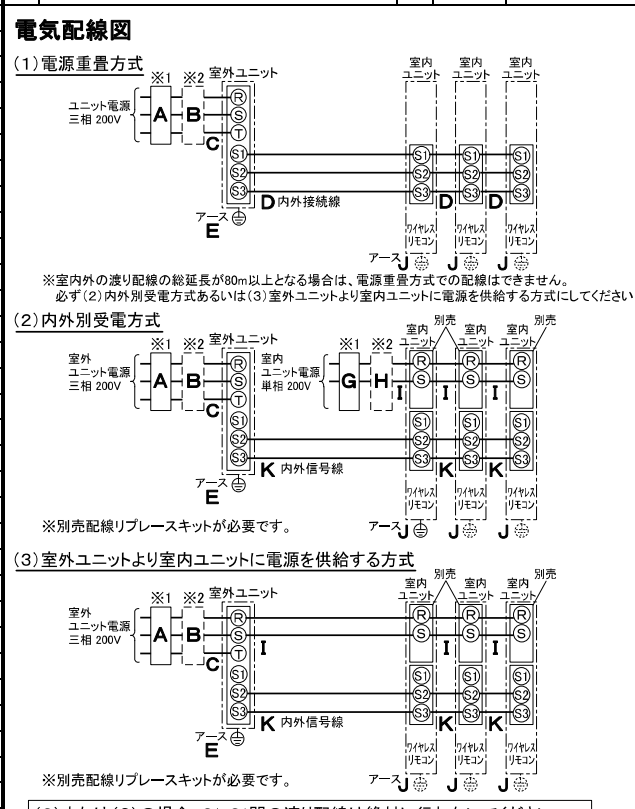 電気配線図
(1)電源重畳方式
※1 ※2 室外ユニット
室内ユニット 室内ユニット 室内ユニット
ユニット電源
三相 200V
A B C
R
S
T
S1 S1 S1 S1
S2 S2 S2 S2
S3 S3 S3 S3
D 内外接続線 D D
アース
E
ワイヤレスリモコン ワイヤレスリモコン ワイヤレスリモコン
アース J J J
※室内外の渡り配線の総延長が80m以上となる場合は、電源重畳方式での配線はできません。
必ず(2)内外別受電方式あるいは(3)室外ユニットより室内ユニットに電源を供給する方式にしてください
(2)内外別受電方式
※1 ※2 室外ユニット ※1 ※2
室内ユニット 別売 室内ユニット 室内ユニット 別売
室外
ユニット電源
三相 200V
A B C
室内
ユニット電源
単相 200V
G H I I I
R R R R
S S S S
T
S1 S1 S1 S1
S2 S2 S2 S2
S3 S3 S3 S3
K 内外信号線 K K
アース
E
ワイヤレスリモコン ワイヤレスリモコン ワイヤレスリモコン
※別売配線リプレースキットが必要です。
アース J J J
(3)室外ユニットより室内ユニットに電源を供給する方式
※1 ※2 室外ユニット
室内ユニット 別売 室内ユニット 室内ユニット 別売
室外
ユニット電源
三相 200V
A B C
R R R R
S S S S
T I I I
S1 S1 S1 S1
S2 S2 S2 S2
S3 S3 S3 S3
K 内外信号線 K K
アース
E
ワイヤレスリモコン ワイヤレスリモコン ワイヤレスリモコン
※別売配線リプレースキットが必要です。
アース J J J